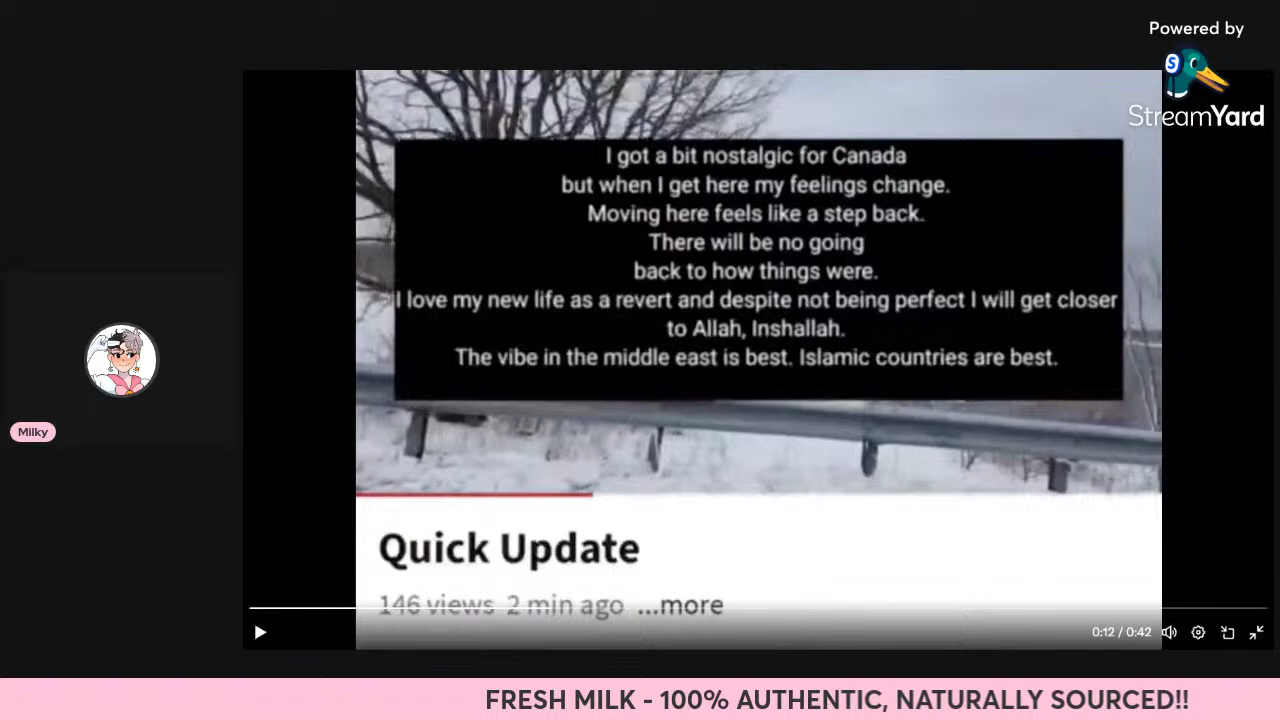 Powered by
StreamYard
I got a bit nostalgic for Canada
but when I get here my feelings change.
Moving here feels like a step back.
There will be no going
back to how things were.
I love my new life as a revert and despite not being perfect I will get closer
to Allah, Inshallah.
The vibe in the middle east is best. Islamic countries are best.
Milky
Quick Update
146 views 2 min ago ...more
0:12 / 0:42
FRESH MILK - 100% AUTHENTIC, NATURALLY SOURCED!!